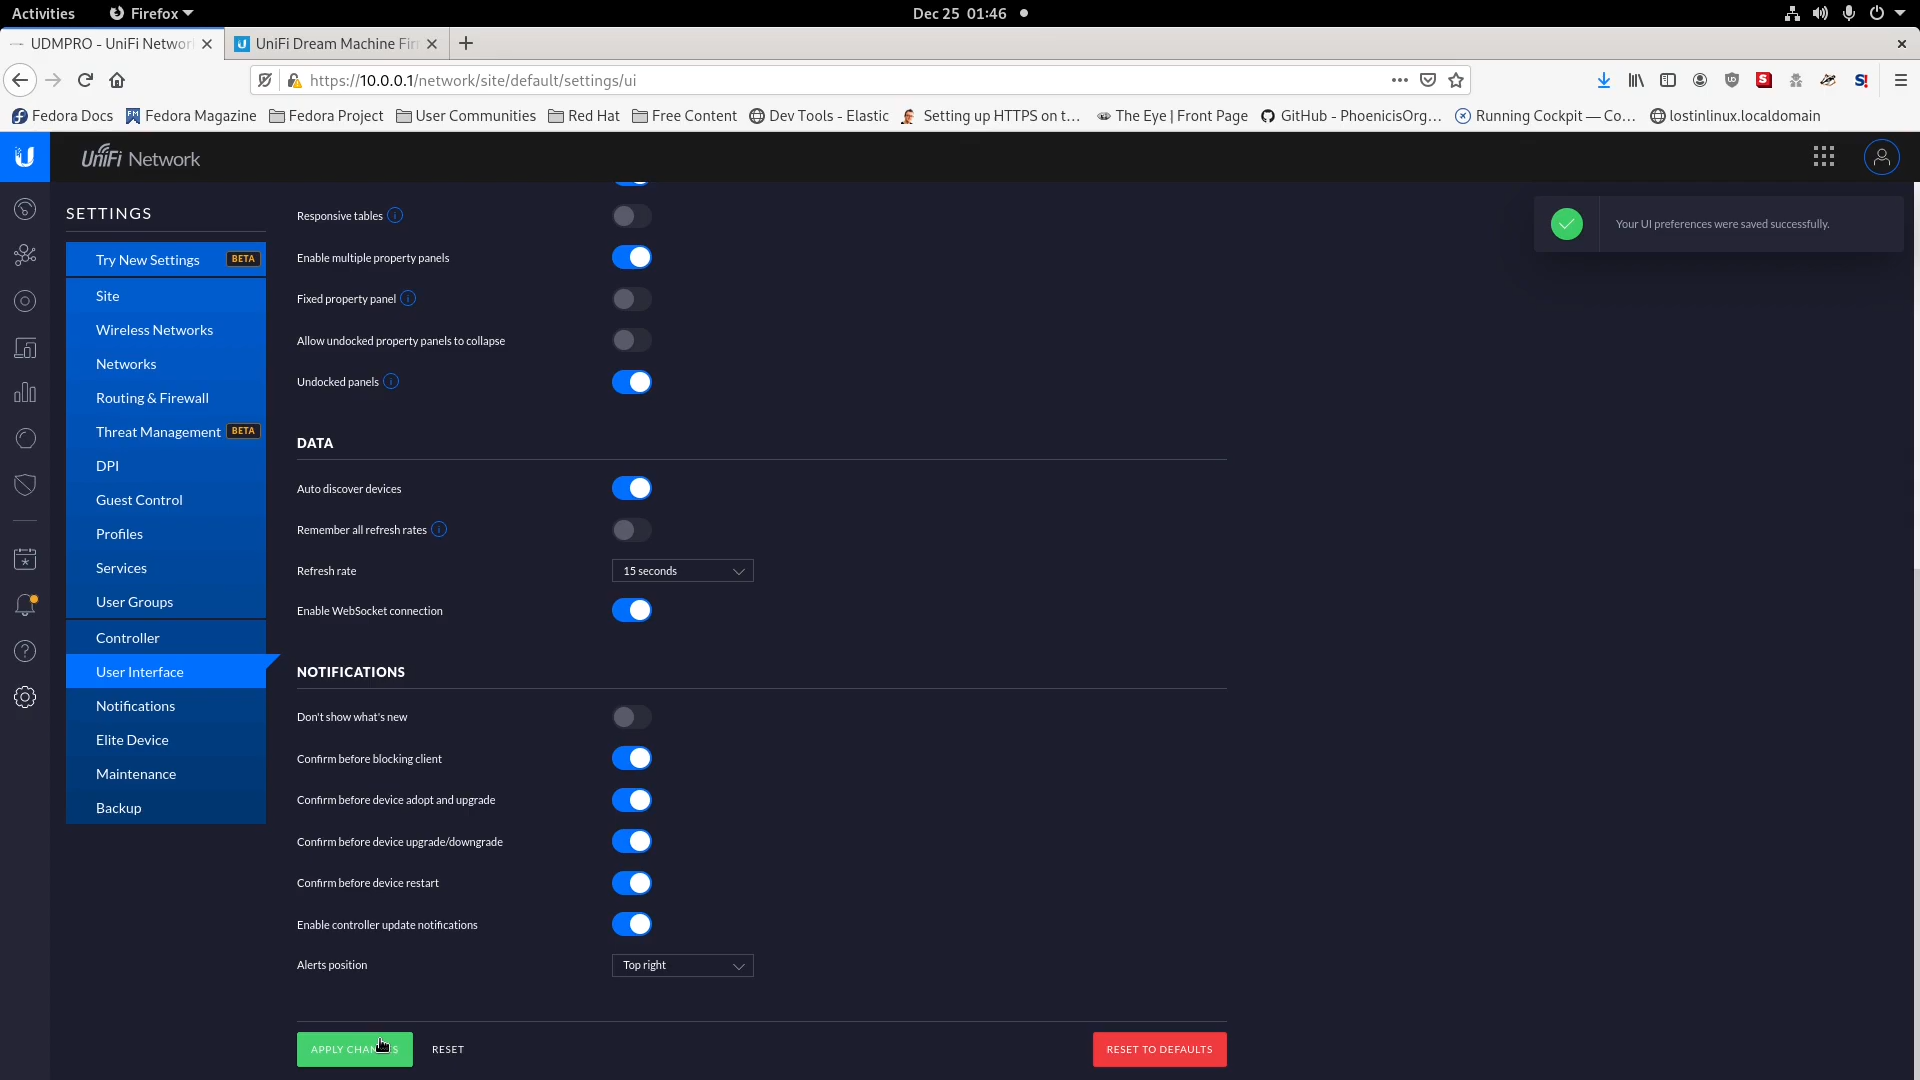 Activities Firefox Dec 25 01:46
UDMPRO - UniFi Networ UniFi Dream Machine Fir
https://10.0.0.1/network/site/default/settings/ui
Fedora Docs Fedora Magazine Fedora Project User Communities Red Hat Free Content Dev Tools - Elastic Setting up HTTPS on t... The Eye | Front Page GitHub - PhoenicisOrg... Running Cockpit — Co... lostinlinux.localdomain
UniFi Network
SETTINGS
Try New Settings BETA
Site
Wireless Networks
Networks
Routing & Firewall
Threat Management BETA
DPI
Guest Control
Profiles
Services
User Groups
Controller
User Interface
Notifications
Elite Device
Maintenance
Backup
Responsive tables
Enable multiple property panels
Fixed property panel
Allow undocked property panels to collapse
Undocked panels
DATA
Auto discover devices
Remember all refresh rates
Refresh rate 15 seconds
Enable WebSocket connection
NOTIFICATIONS
Don't show what's new
Confirm before blocking client
Confirm before device adopt and upgrade
Confirm before device upgrade/downgrade
Confirm before device restart
Enable controller update notifications
Alerts position Top right
APPLY RESET RESET TO DEFAULTS
Your UI preferences were saved successfully.